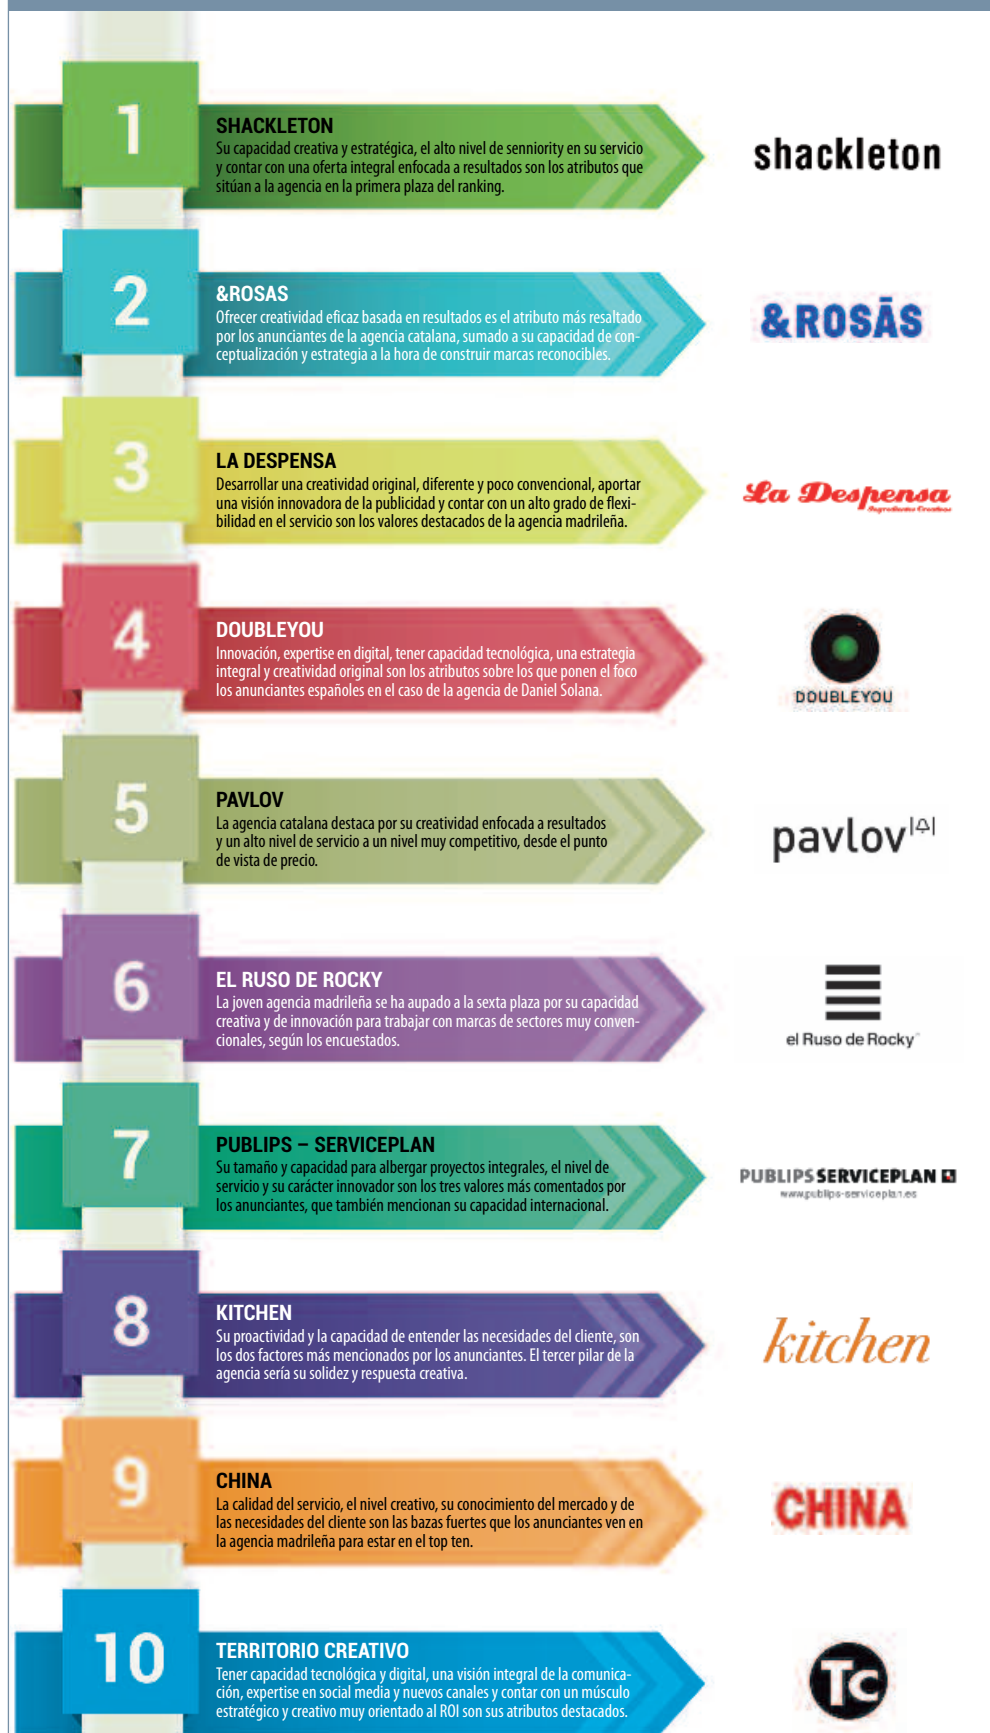 1
SHACKLETON
Su capacidad creativa y estratégica, el alto nivel de senniority en su servicio
y contar con una oferta integral enfocada a resultados son los atributos que
sitúan a la agencia en la primera plaza del ranking.
shackleton
2
&ROSAS
Ofrecer creatividad eficaz basada en resultados es el atributo más resaltado
por los anunciantes de la agencia catalana, sumado a su capacidad de con-
ceptualización y estrategia a la hora de construir marcas reconocibles.
&ROSĀS
3
LA DESPENSA
Desarrollar una creatividad original, diferente y poco convencional, aportar
una visión innovadora de la publicidad y contar con un alto grado de flexi-
bilidad en el servicio son los valores destacados de la agencia madrileña.
La Despensa
Ingredientes Creativos
4
DOUBLEYOU
Innovación, expertise en digital, tener capacidad tecnológica, una estrategia
integral y creatividad original son los atributos sobre los que ponen el foco
los anunciantes españoles en el caso de la agencia de Daniel Solana.
DOUBLEYOU
5
PAVLOV
La agencia catalana destaca por su creatividad enfocada a resultados
y un alto nivel de servicio a un nivel muy competitivo, desde el punto
de vista de precio.
pavlov
6
EL RUSO DE ROCKY
La joven agencia madrileña se ha aupado a la sexta plaza por su capacidad
creativa y de innovación para trabajar con marcas de sectores muy conven-
cionales, según los encuestados.
el Ruso de Rocky
7
PUBLIPS – SERVICEPLAN
Su tamaño y capacidad para albergar proyectos integrales, el nivel de
servicio y su carácter innovador son los tres valores más comentados por
los anunciantes, que también mencionan su capacidad internacional.
PUBLIPS SERVICEPLAN
www.publips-serviceplan.es
8
KITCHEN
Su proactividad y la capacidad de entender las necesidades del cliente, son
los dos factores más mencionados por los anunciantes. El tercer pilar de la
agencia sería su solidez y respuesta creativa.
kitchen
9
CHINA
La calidad del servicio, el nivel creativo, su conocimiento del mercado y de
las necesidades del cliente son las bazas fuertes que los anunciantes ven en
la agencia madrileña para estar en el top ten.
CHINA
10
TERRITORIO CREATIVO
Tener capacidad tecnológica y digital, una visión integral de la comunica-
ción, expertise en social media y nuevos canales y contar con un músculo
estratégico y creativo muy orientado al ROI son sus atributos destacados.
Tc